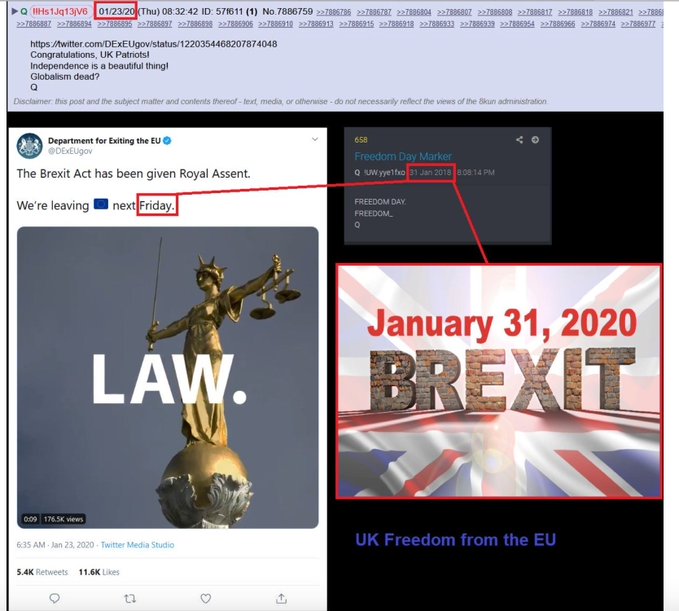 Q !!Hs1Jq13jV6 01/23/20 (Thu) 08:32:42 ID: 57f611 (1) No.7886759 >>7886786 >>7886787 >>7886804 >>7886807 >>7886808 >>7886817 >>7886818 >>7886821
>>7886887 >>7886894 >>7886895 >>7886897 >>7886898 >>7886906 >>7886910 >>7886913 >>7886918 >>7886933 >>7886939 >>7886954 >>7886966 >>7886974 >>7886977
https://twitter.com/DExEUgov/status/1220354468207874048
Congratulations, UK Patriots!
Independence is a beautiful thing!
Globalism dead?
Q
Disclaimer: this post and the subject matter and contents thereof - text, media, or otherwise - do not necessarily reflect the views of the 8kun administration.
Department for Exiting the EU
@DExEUgov
The Brexit Act has been given Royal Assent.
We're leaving next Friday.
LAW.
0:09 176.5K views
6:35 AM · Jan 23, 2020 · Twitter Media Studio
5.4K Retweets 11.6K Likes
658
Freedom Day Marker
Q !UW.yye1fxo 31 Jan 2018 8:08:14 PM
FREEDOM DAY.
FREEDOM_
Q
January 31, 2020
BREXIT
UK Freedom from the EU